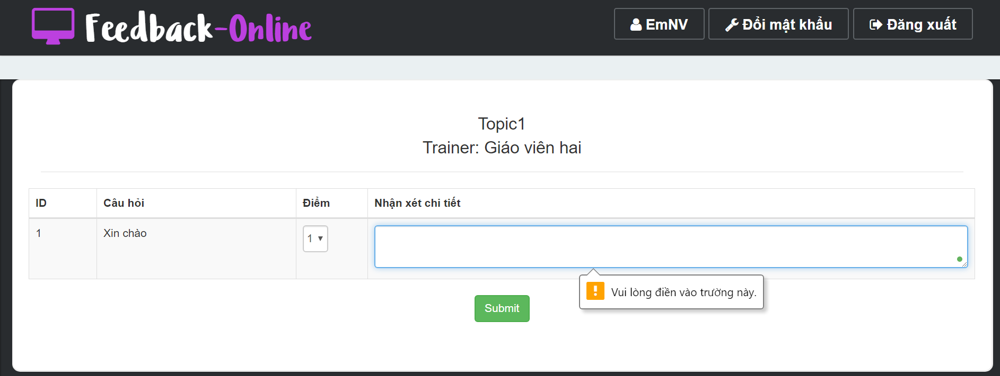 Feedback-Online
EmNV
Đổi mật khẩu
Đăng xuất
Topic1
Trainer: Giáo viên hai
ID Câu hỏi Điểm Nhận xét chi tiết
1 Xin chào 1
Vui lòng điền vào trường này.
Submit